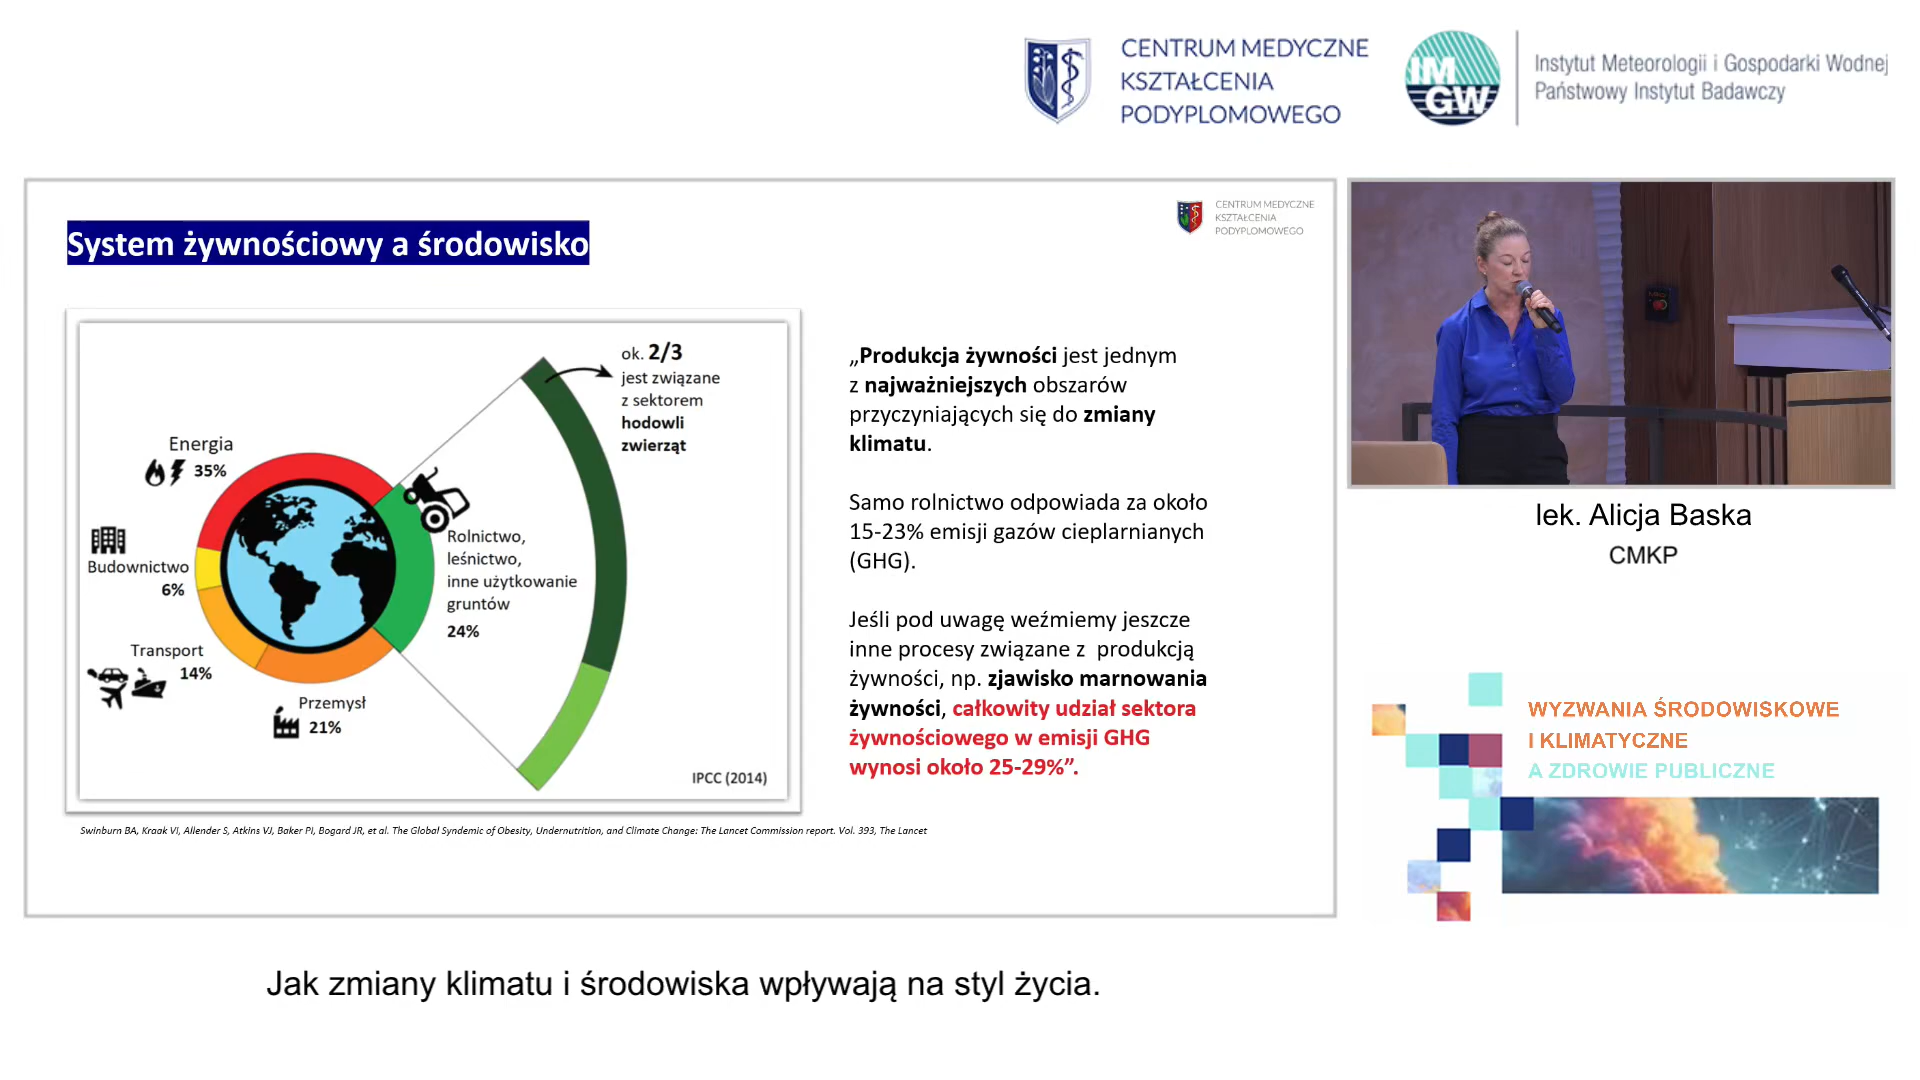 CENTRUM MEDYCZNE
KSZTAŁCENIA
PODYPLOMOWEGO
IM
GW
Instytut Meteorologii i Gospodarki Wodnej
Państwowy Instytut Badawczy
System żywnościowy a środowisko
CENTRUM MEDYCZNE
KSZTAŁCENIA
PODYPLOMOWEGO
ok. 2/3
jest związane
z sektorem
hodowli
zwierząt
Energia
35%
Budownictwo
6%
Transport
14%
Przemysł
21%
Rolnictwo,
leśnictwo,
inne użytkowanie
gruntów
24%
IPCC (2014)
„Produkcja żywności jest jednym
z najważniejszych obszarów
przyczyniających się do zmiany
klimatu.
Samo rolnictwo odpowiada za około
15-23% emisji gazów cieplarnianych
(GHG).
Jeśli pod uwagę weźmiemy jeszcze
inne procesy związane z  produkcją
żywności, np. zjawisko marnowania
żywności, całkowity udział sektora
żywnościowego w emisji GHG
wynosi około 25-29%”.
Swinburn BA, Kraak VI, Allender S, Atkins VJ, Baker PI, Bogard JR, et al. The Global Syndemic of Obesity, Undernutrition, and Climate Change: The Lancet Commission report. Vol. 393, The Lancet
lek. Alicja Baska
CMKP
WYZWANIA ŚRODOWISKOWE
I KLIMATYCZNE
A ZDROWIE PUBLICZNE
Jak zmiany klimatu i środowiska wpływają na styl życia.